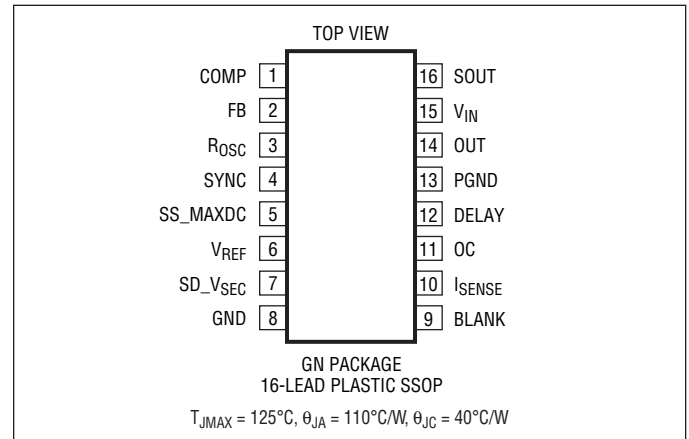 TOP VIEW
COMP 1
FB 2
ROSC 3
SYNC 4
SS_MAXDC 5
VREF 6
SD_VSEC 7
GND 8
16 SOUT
15 VIN
14 OUT
13 PGND
12 DELAY
11 OC
10 ISENSE
9 BLANK
GN PACKAGE
16-LEAD PLASTIC SSOP
TJMAX = 125°C, θJA = 110°C/W, θJC = 40°C/W